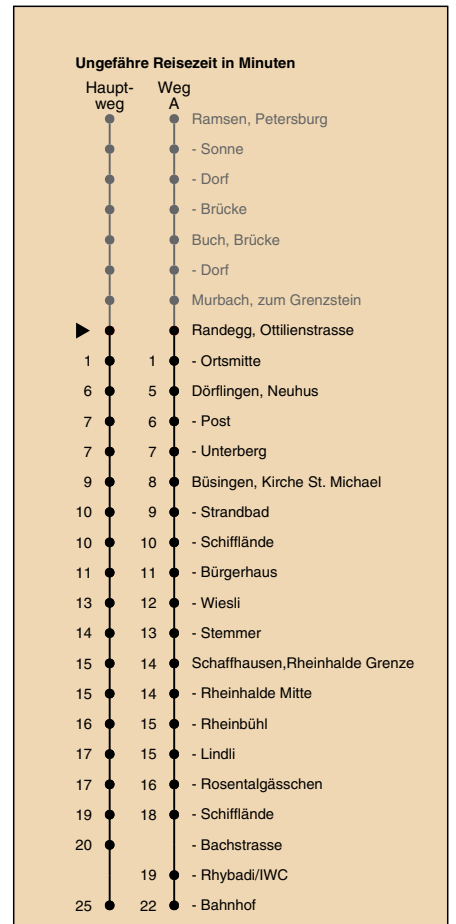 Ungefähre Reisezeit in Minuten
Haupt- Weg
weg A
Ramsen, Petersburg
- Sonne
- Dorf
- Brücke
Buch, Brücke
- Dorf
Murbach, zum Grenzstein
Randegg, Ottilienstrasse
1 1 - Ortsmitte
6 5 Dörflingen, Neuhus
7 6 - Post
7 7 - Unterberg
9 8 Büsingen, Kirche St. Michael
10 9 - Strandbad
10 10 - Schifflände
11 11 - Bürgerhaus
13 12 - Wiesli
14 13 - Stemmer
15 14 Schaffhausen,Rheinhalde Grenze
15 14 - Rheinhalde Mitte
16 15 - Rheinbühl
17 15 - Lindli
17 16 - Rosentalgässchen
19 18 - Schifflände
20 - Bachstrasse
19 - Rhybadi/IWC
25 22 - Bahnhof